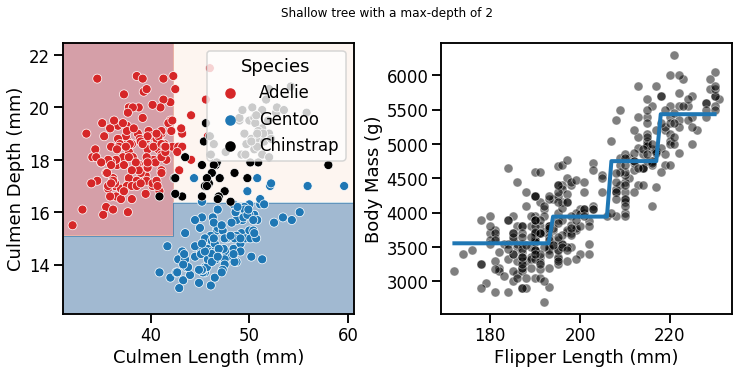 Shallow tree with a max-depth of 2
22
20
18
16
14
Culmen Depth (mm)
Species
Adelie
Gentoo
Chinstrap
40
50
60
Culmen Length (mm)
6000
5500
5000
4500
4000
3500
3000
Body Mass (g)
180
200
220
Flipper Length (mm)